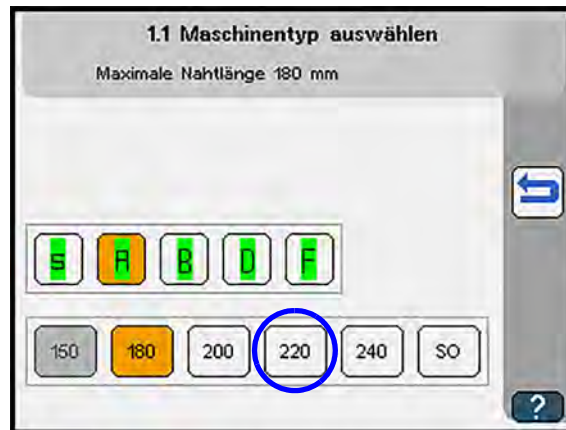 1.1 Maschinentyp auswählen
Maximale Nahtlänge 180 mm
S A B D F
150 180 200 220 240 SO
?